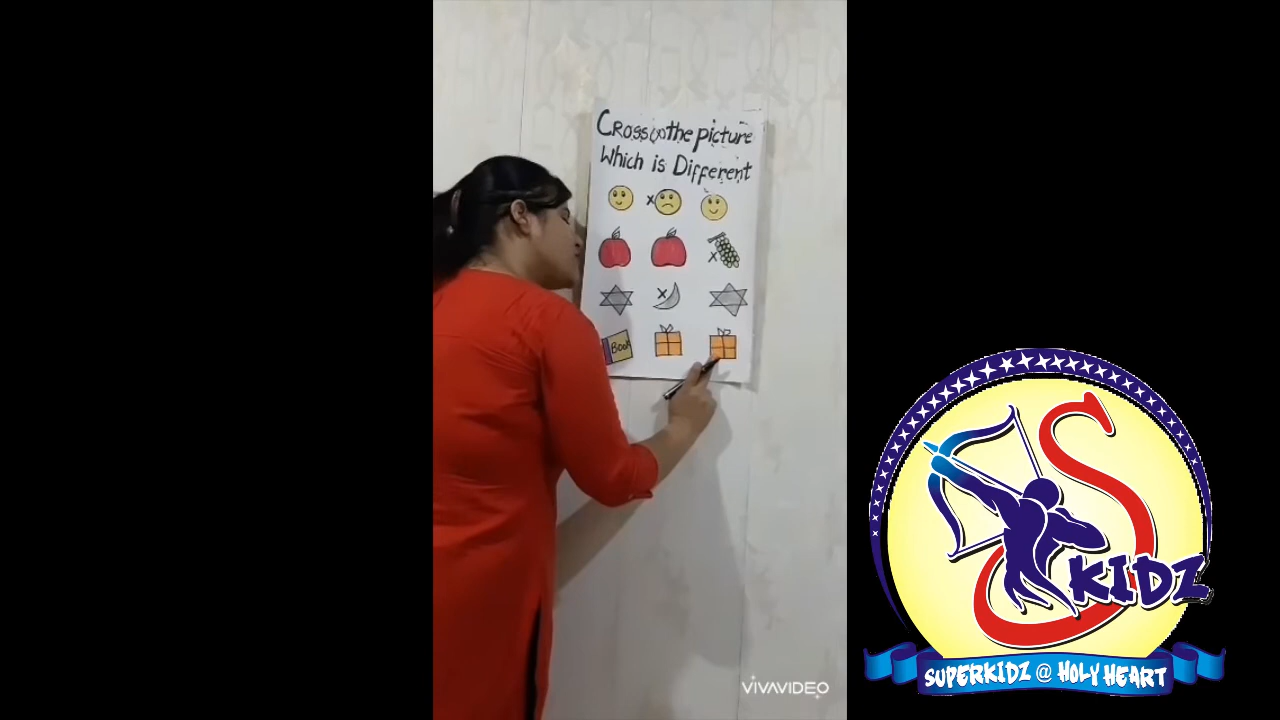 Cross (x) the picture
Which is Different
Book
KIDZ
SUPERKIDZ @ HOLY HEART
VIVAVIDEO